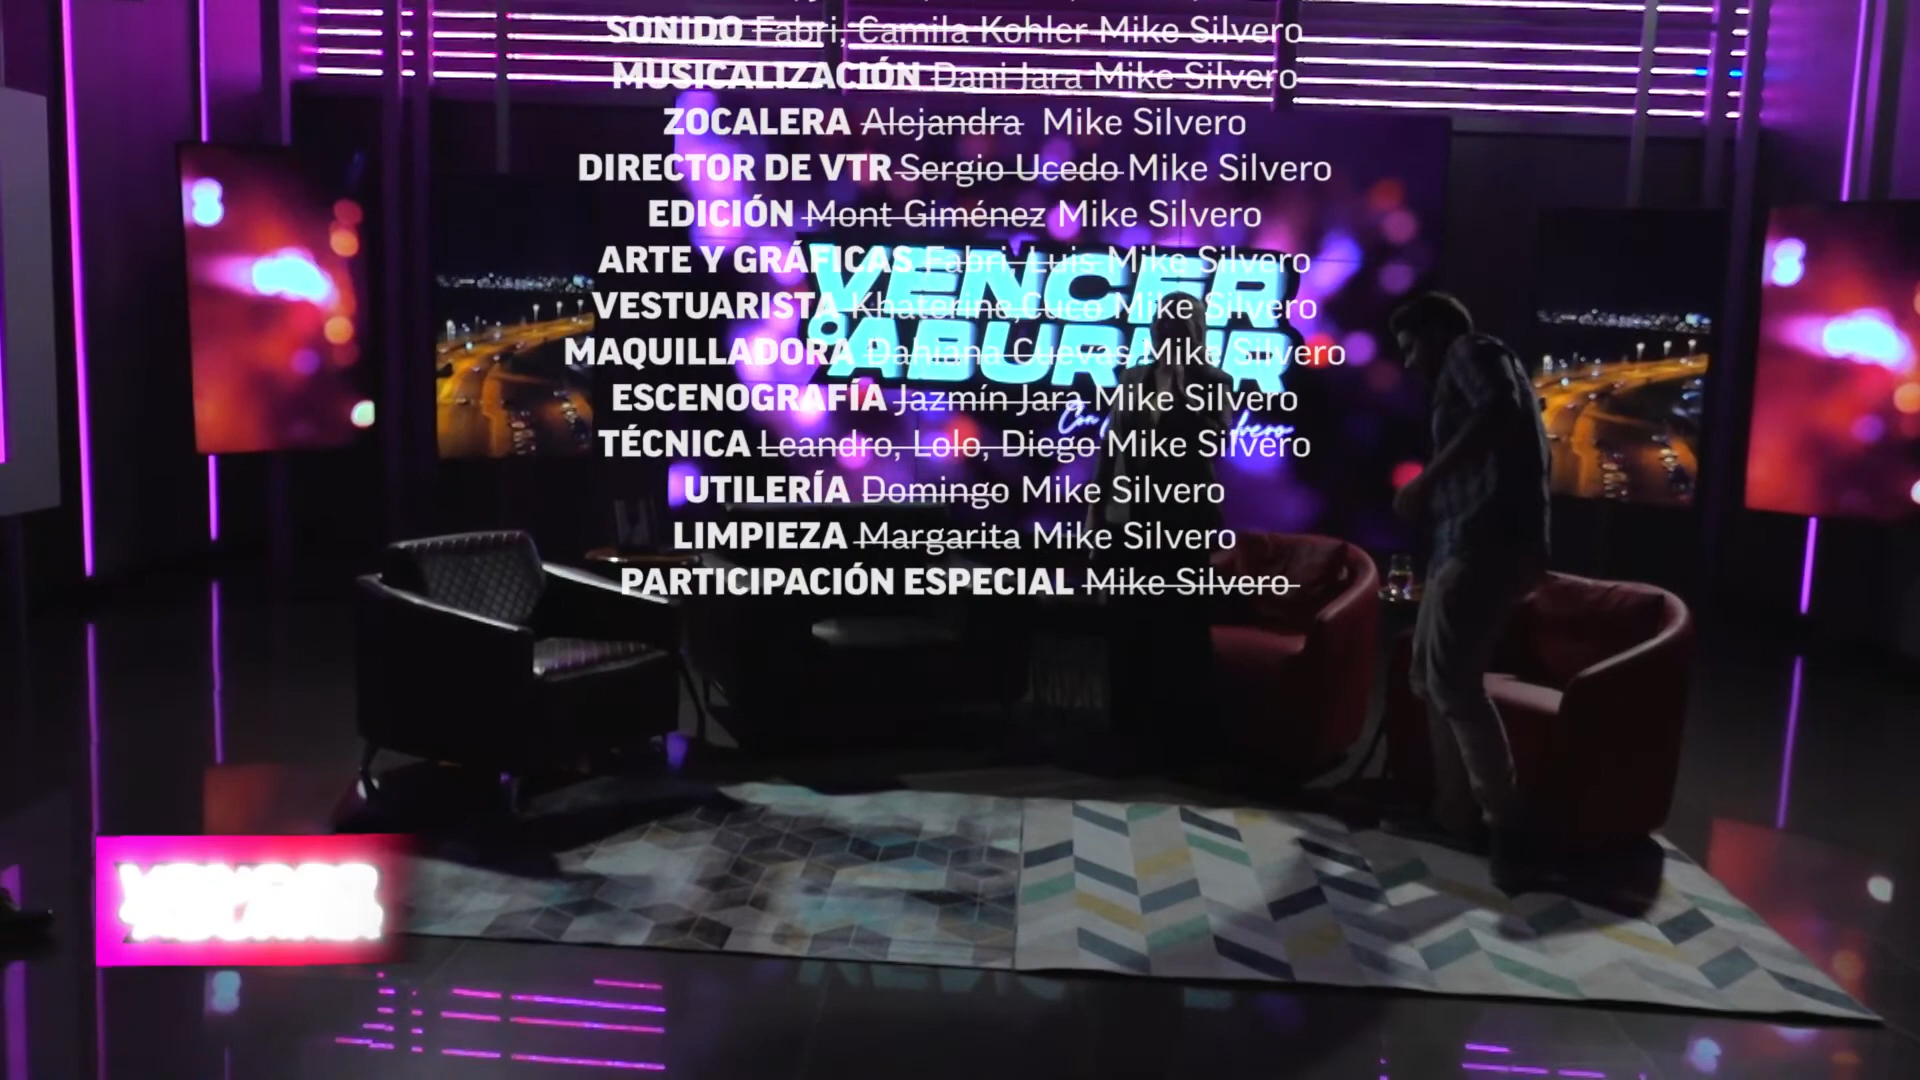 SONIDO Fabri, Camila Kohler Mike Silvero
MUSICALIZACIÓN Dani Jara Mike Silvero
ZOCALERA Alejandra Mike Silvero
DIRECTOR DE VTR Sergio Ucedo Mike Silvero
EDICIÓN Mont Giménez Mike Silvero
ARTE Y GRÁFICAS Fabri, Luis Mike Silvero
VESTUARISTA Khaterine,Cuco Mike Silvero
MAQUILLADORA Dahiana Cuevas Mike Silvero
ESCENOGRAFÍA Jazmín Jara Mike Silvero
TÉCNICA Leandro, Lolo, Diego Mike Silvero
UTILERÍA Domingo Mike Silvero
LIMPIEZA Margarita Mike Silvero
PARTICIPACIÓN ESPECIAL Mike Silvero
VENCER
O ABURRIR
Con